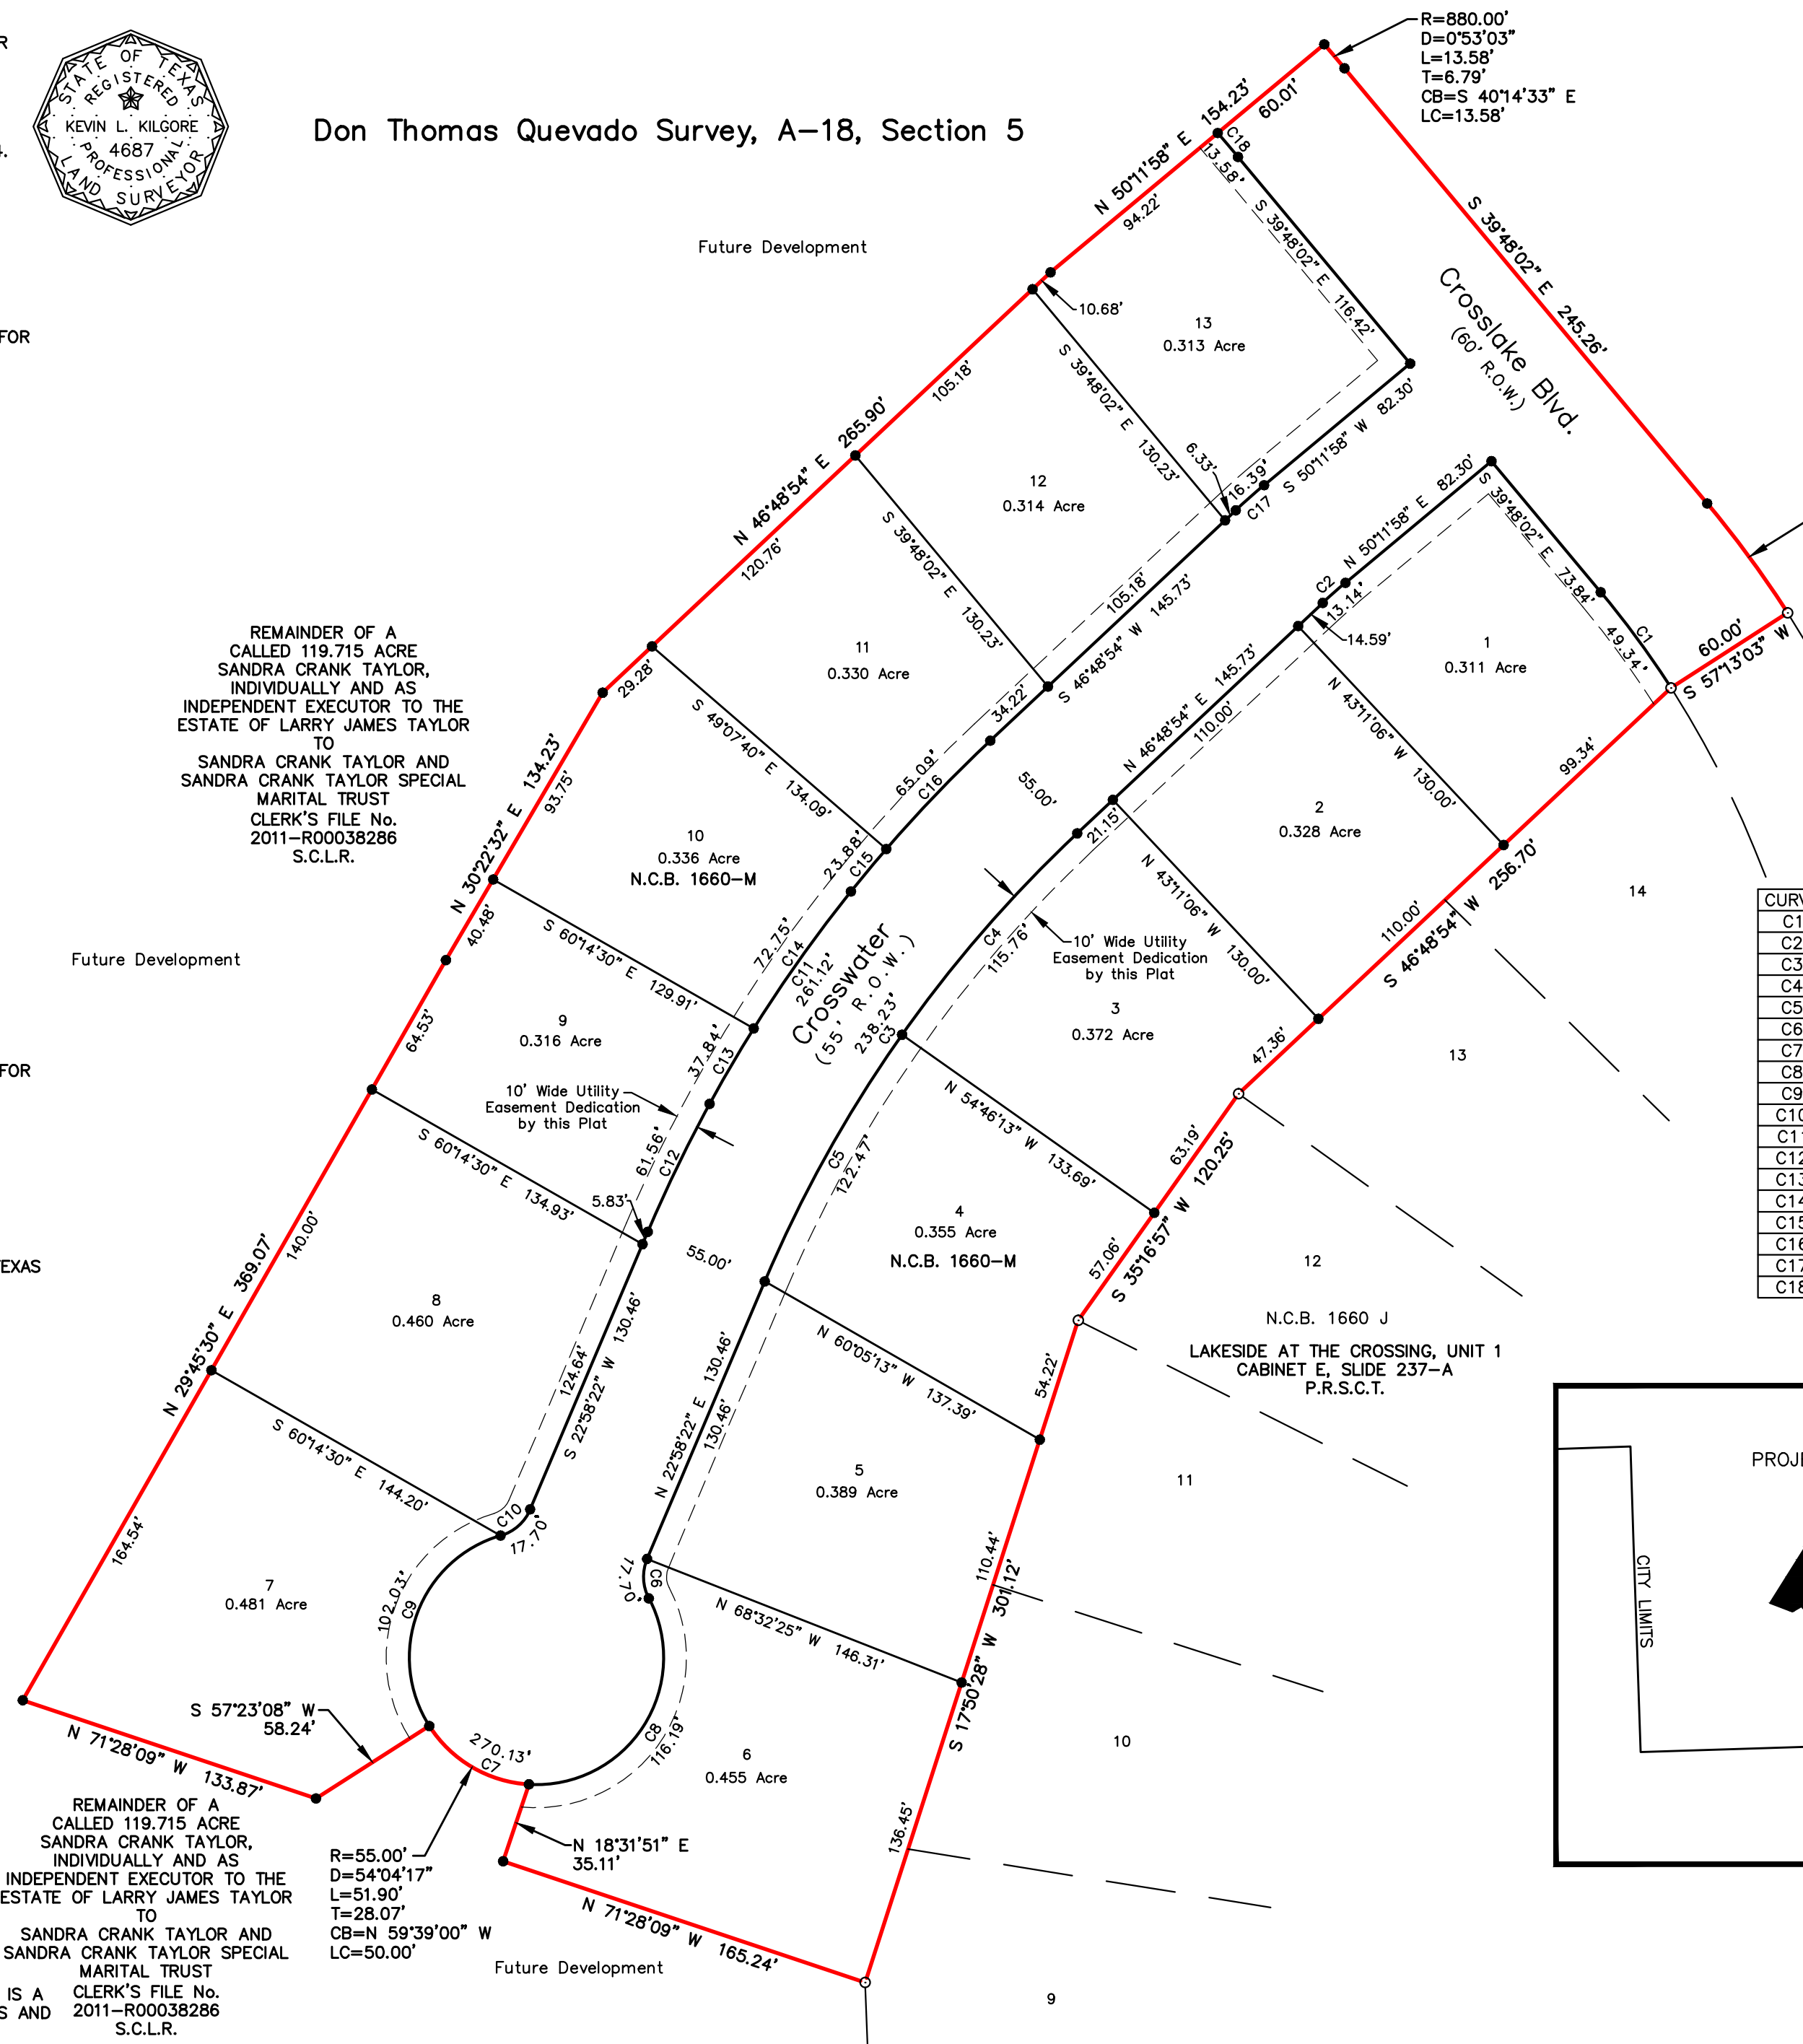 R
4.
STATE OF TEXAS
REGISTERED
KEVIN L. KILGORE
4687
PROFESSIONAL
LAND SURVEYOR
Don Thomas Quevado Survey, A-18, Section 5
R=880.00'
D=0°53'03"
L=13.58'
T=6.79'
CB=S 40°14'33" E
LC=13.58'
N 50°11'58" E 154.23'
60.01'
94.22'
C18
13.58'
S 39°48'02" E 116.42'
S 39°48'02" E 245.26'
Crosslake Blvd.
(60' R.O.W.)
Future Development
FOR
10.68'
13
0.313 Acre
S 39°48'02" E 130.23'
105.18'
N 46°48'54" E 265.90'
120.76'
6.33'
16.39'
C17
S 50°11'58" W 82.30'
12
0.314 Acre
S 39°48'02" E 130.23'
105.18'
S 46°48'54" W 145.73'
N 50°11'58" E 82.30'
S 39°48'02" E 73.84'
C1
49.34'
60.00'
S 57°13'03" W
C2
13.14'
14.59'
1
0.311 Acre
N 46°48'54" E 145.73'
110.00'
N 43°11'06" W 130.00'
99.34'
REMAINDER OF A
CALLED 119.715 ACRE
SANDRA CRANK TAYLOR,
INDIVIDUALLY AND AS
INDEPENDENT EXECUTOR TO THE
ESTATE OF LARRY JAMES TAYLOR
TO
SANDRA CRANK TAYLOR AND
SANDRA CRANK TAYLOR SPECIAL
MARITAL TRUST
CLERK'S FILE No.
2011-R00038286
S.C.L.R.
29.28'
11
0.330 Acre
S 49°07'40" E 134.09'
34.22'
65.09'
C16
55.00'
N 30°22'32" E 134.23'
93.75'
40.48'
10
0.336 Acre
N.C.B. 1660-M
23.88'
C15
21.15'
2
0.328 Acre
N 43°11'06" W 130.00'
110.00'
S 46°48'54" W 256.70'
14
CURV
C1
C2
C3
C4
C5
C6
C7
C8
C9
C10
C11
C12
C13
C14
C15
C16
C17
C18
Future Development
S 60°14'30" E 129.91'
72.75'
C14
C11
261.12'
Crosswater
(55' R.O.W.)
238.23'
C3
C4
115.76'
10' Wide Utility
Easement Dedication
by this Plat
3
0.372 Acre
47.36'
13
64.53'
9
0.316 Acre
37.84'
C13
10' Wide Utility
Easement Dedication
by this Plat
FOR
S 60°14'30" E 134.93'
61.56'
C12
5.83'
N 54°46'13" W 133.69'
63.19'
S 35°16'57" W 120.25'
57.06'
C5
122.47'
4
0.355 Acre
N.C.B. 1660-M
12
N.C.B. 1660 J
LAKESIDE AT THE CROSSING, UNIT 1
CABINET E, SLIDE 237-A
P.R.S.C.T.
EXAS
N 29°45'30" E 369.07'
140.00'
8
0.460 Acre
55.00'
124.64'
S 22°58'22" W 130.46'
N 22°58'22" E 130.46'
130.46'
N 60°05'13" W 137.39'
54.22'
5
0.389 Acre
11
S 60°14'30" E 144.20'
C10
17.70'
164.54'
110.44'
S 17°50'28" W 301.12'
PROJE
CITY LIMITS
7
0.481 Acre
102.03'
C9
17.70'
C6
N 68°32'25" W 146.31'
S 57°23'08" W
58.24'
N 71°28'09" W 133.87'
270.13'
C7
C8
116.19'
6
0.455 Acre
10
136.45'
REMAINDER OF A
CALLED 119.715 ACRE
SANDRA CRANK TAYLOR,
INDIVIDUALLY AND AS
INDEPENDENT EXECUTOR TO THE
ESTATE OF LARRY JAMES TAYLOR
TO
SANDRA CRANK TAYLOR AND
SANDRA CRANK TAYLOR SPECIAL
MARITAL TRUST
CLERK'S FILE No.
2011-R00038286
S.C.L.R.
IS A
S AND
R=55.00'
D=54°04'17"
L=51.90'
T=28.07'
CB=N 59°39'00" W
LC=50.00'
N 18°31'51" E
35.11'
N 71°28'09" W 165.24'
Future Development
9